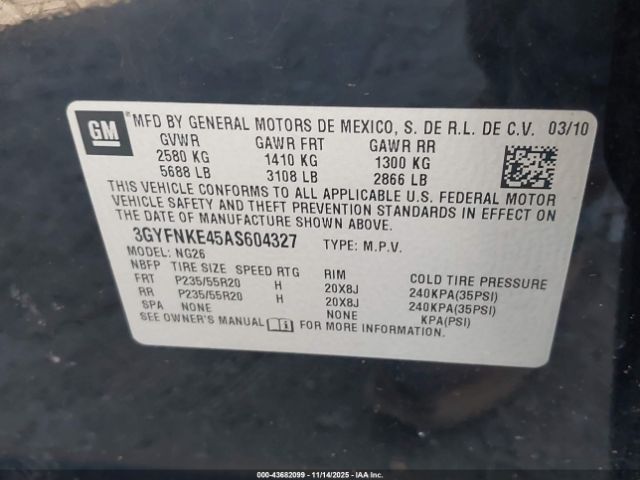 GM
MFD BY GENERAL MOTORS DE MEXICO, S. DE R.L. DE C.V. 03/10
GVWR GAWR FRT GAWR RR
2580 KG 1410 KG 1300 KG
5688 LB 3108 LB 2866 LB
THIS VEHICLE CONFORMS TO ALL APPLICABLE U.S. FEDERAL MOTOR
VEHICLE SAFETY AND THEFT PREVENTION STANDARDS IN EFFECT ON
THE DATE OF MANUFACTURE SHOWN ABOVE.
3GYFNKE45AS604327 TYPE: M.P.V.
MODEL: NG26
NBFP TIRE SIZE SPEED RTG RIM COLD TIRE PRESSURE
FRT P235/55R20 H 20X8J 240KPA(35PSI)
RR P235/55R20 H 20X8J 240KPA(35PSI)
SPA NONE NONE KPA(PSI)
SEE OWNER'S MANUAL FOR MORE INFORMATION.
000-43682099 - 11/14/2025 - IAA Inc.